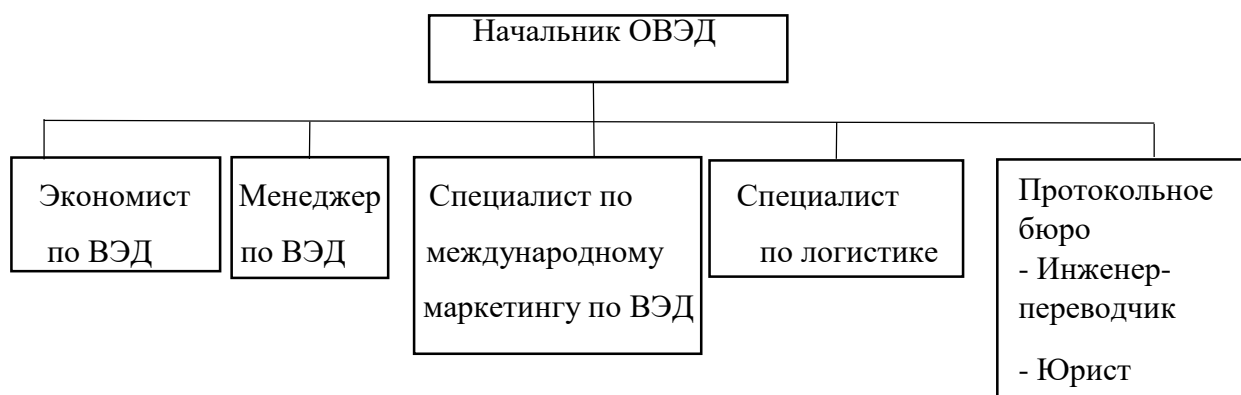 Начальник ОВЭД
Экономист
по ВЭД
Менеджер
по ВЭД
Специалист по
международному
маркетингу по ВЭД
Специалист
по логистике
Протокольное
бюро
- Инженер-
переводчик
- Юрист